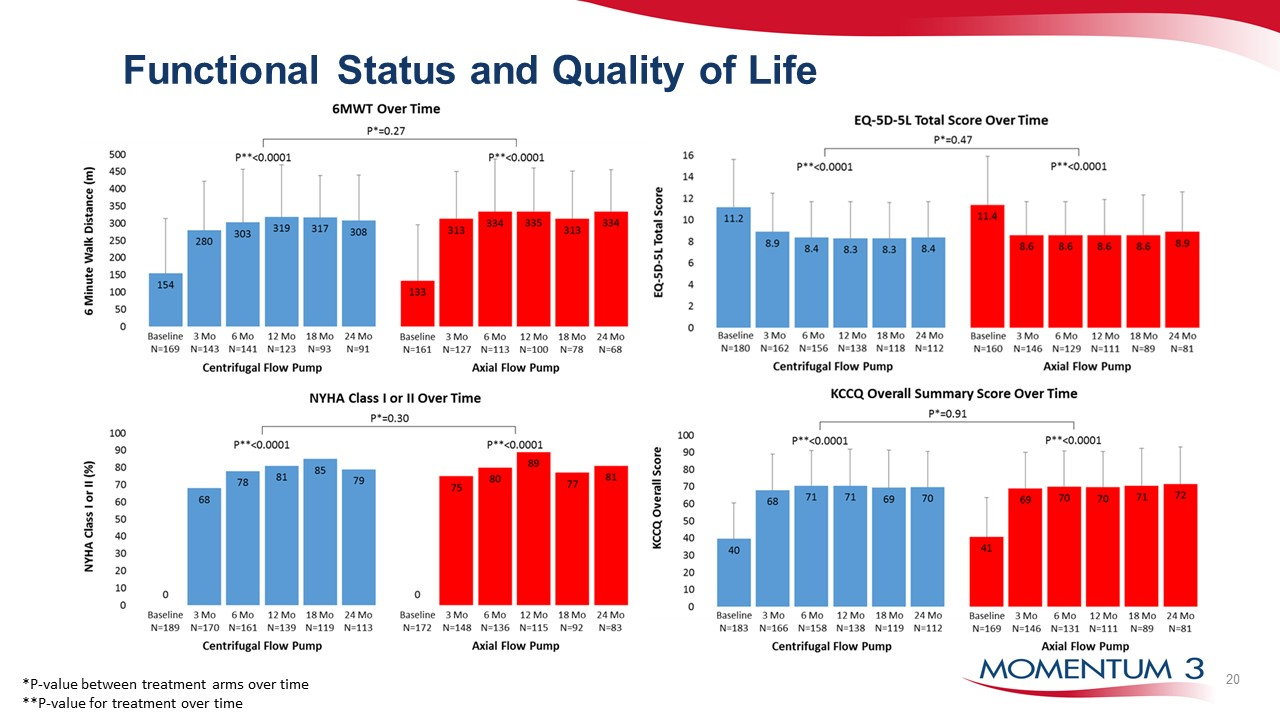 Functional Status and Quality of Life
6MWT Over Time
P*=0.27
P**<0.0001 P**<0.0001
6 Minute Walk Distance (m)
500
450
400
350
300
250
200
150
100
50
0
154 280 303 319 317 308
133 313 334 335 313 334
Baseline 3 Mo 6 Mo 12 Mo 18 Mo 24 Mo Baseline 3 Mo 6 Mo 12 Mo 18 Mo 24 Mo
N=169 N=143 N=141 N=123 N=93 N=91 N=161 N=127 N=113 N=100 N=78 N=68
Centrifugal Flow Pump Axial Flow Pump
EQ-5D-5L Total Score Over Time
P*=0.47
P**<0.0001 P**<0.0001
EQ-5D-5L Total Score
16
14
12
10
8
6
4
2
0
11.2 8.9 8.4 8.3 8.3 8.4
11.4 8.6 8.6 8.6 8.6 8.9
Baseline 3 Mo 6 Mo 12 Mo 18 Mo 24 Mo Baseline 3 Mo 6 Mo 12 Mo 18 Mo 24 Mo
N=180 N=162 N=156 N=138 N=118 N=112 N=160 N=146 N=129 N=111 N=89 N=81
Centrifugal Flow Pump Axial Flow Pump
NYHA Class I or II Over Time
P*=0.30
P**<0.0001 P**<0.0001
NYHA Class I or II (%)
100
90
80
70
60
50
40
30
20
10
0
0 68 78 81 85 79
0 75 80 89 77 81
Baseline 3 Mo 6 Mo 12 Mo 18 Mo 24 Mo Baseline 3 Mo 6 Mo 12 Mo 18 Mo 24 Mo
N=189 N=170 N=161 N=139 N=119 N=113 N=172 N=148 N=136 N=115 N=92 N=83
Centrifugal Flow Pump Axial Flow Pump
KCCQ Overall Summary Score Over Time
P*=0.91
P**<0.0001 P**<0.0001
KCCQ Overall Score
100
90
80
70
60
50
40
30
20
10
0
40 68 71 71 69 70
41 69 70 70 71 72
Baseline 3 Mo 6 Mo 12 Mo 18 Mo 24 Mo Baseline 3 Mo 6 Mo 12 Mo 18 Mo 24 Mo
N=183 N=166 N=158 N=138 N=119 N=112 N=169 N=146 N=131 N=111 N=89 N=81
Centrifugal Flow Pump Axial Flow Pump
*P-value between treatment arms over time
**P-value for treatment over time
MOMENTUM 3
20